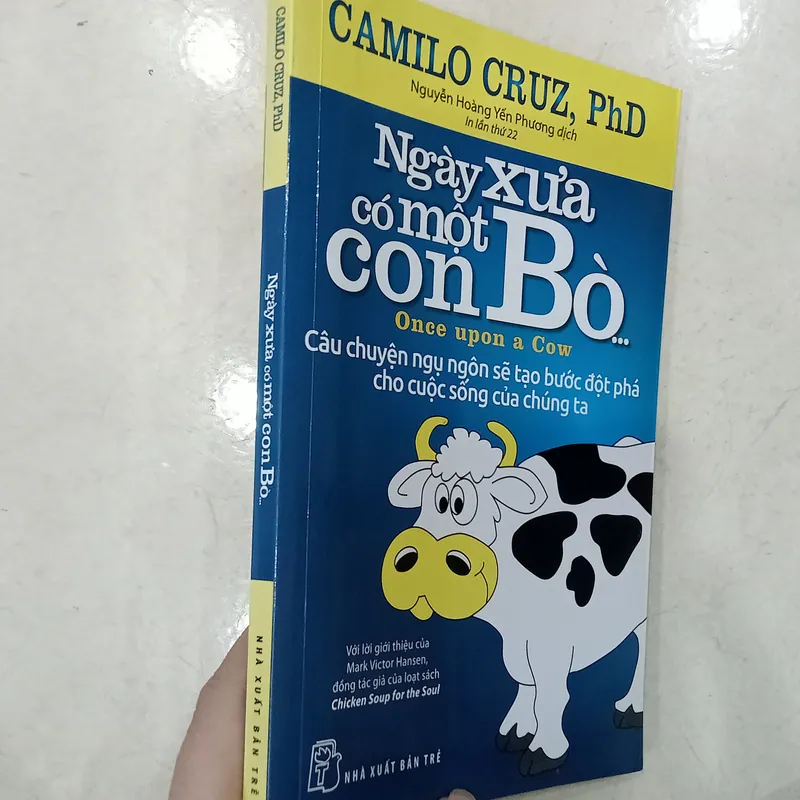 CAMILO CRUZ, PhD
Nguyễn Hoàng Yến Phương dịch
In lần thứ 22
Ngày xưa
có một
con Bò...
Once upon a Cow
Câu chuyện ngụ ngôn sẽ tạo bước đột phá
cho cuộc sống của chúng ta
Với lời giới thiệu của
Mark Victor Hansen,
đồng tác giả của loạt sách
Chicken Soup for the Soul
NHÀ XUẤT BẢN TRẺ
CAMILO CRUZ, PhD
Ngày xưa có một con Bò...
NHÀ XUẤT BẢN TRẺ